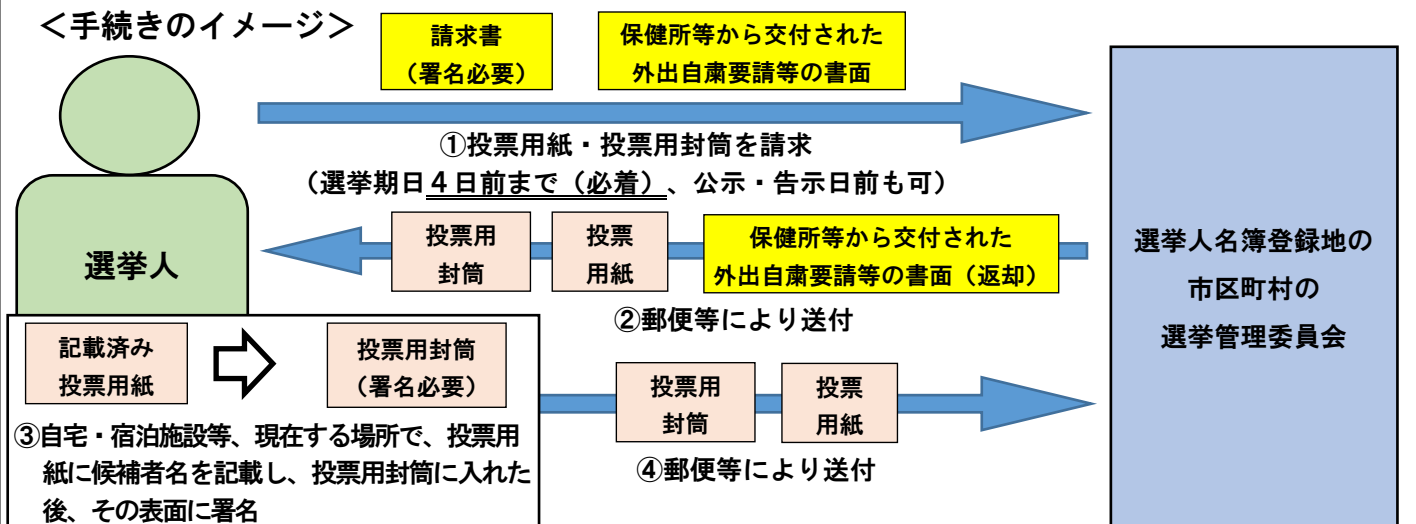 ＜手続きのイメージ＞
請求書
（署名必要）
保健所等から交付された
外出自粛要請等の書面
①投票用紙・投票用封筒を請求
（選挙期日４日前まで（必着）、公示・告示日前も可）
選挙人
投票用
封筒
投票
用紙
保健所等から交付された
外出自粛要請等の書面（返却）
②郵便等により送付
選挙人名簿登録地の
市区町村の
選挙管理委員会
記載済み
投票用紙
投票用封筒
（署名必要）
③自宅・宿泊施設等、現在する場所で、投票用
紙に候補者名を記載し、投票用封筒に入れた
後、その表面に署名
投票用
封筒
投票
用紙
④郵便等により送付